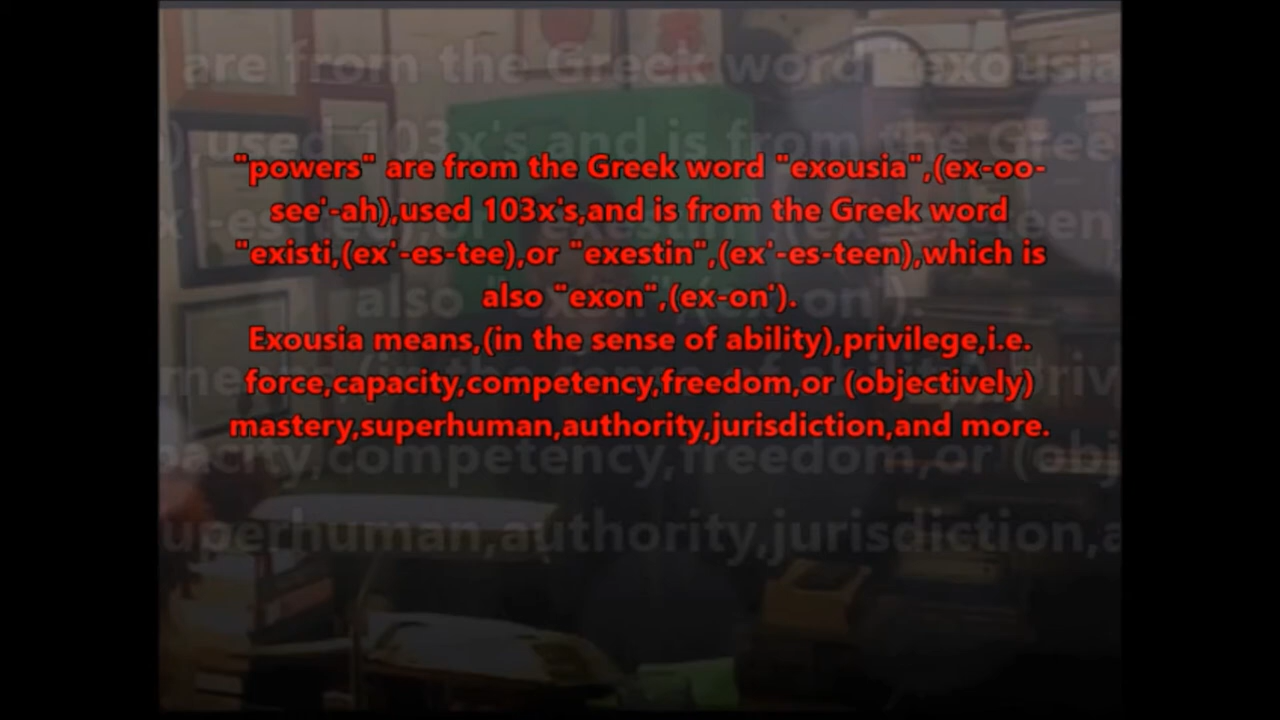 "powers" are from the Greek word "exousia",(ex-oo-
see'-ah),used 103x's,and is from the Greek word
"existi,(ex'-es-tee),or "exestin",(ex'-es-teen),which is
also "exon",(ex-on').
Exousia means,(in the sense of ability),privilege,i.e.
force,capacity,competency,freedom,or (objectively)
mastery,superhuman,authority,jurisdiction,and more.